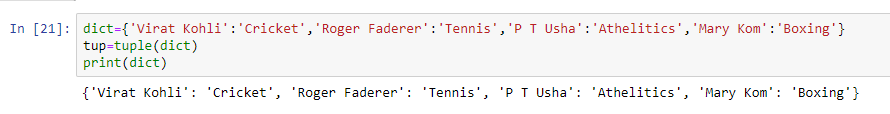 In [21]: dict={'Virat Kohli':'Cricket','Roger Faderer':'Tennis','P T Usha':'Athelitics','Mary Kom':'Boxing'}
tup=tuple(dict)
print(dict)
{'Virat Kohli': 'Cricket', 'Roger Faderer': 'Tennis', 'P T Usha': 'Athelitics', 'Mary Kom': 'Boxing'}